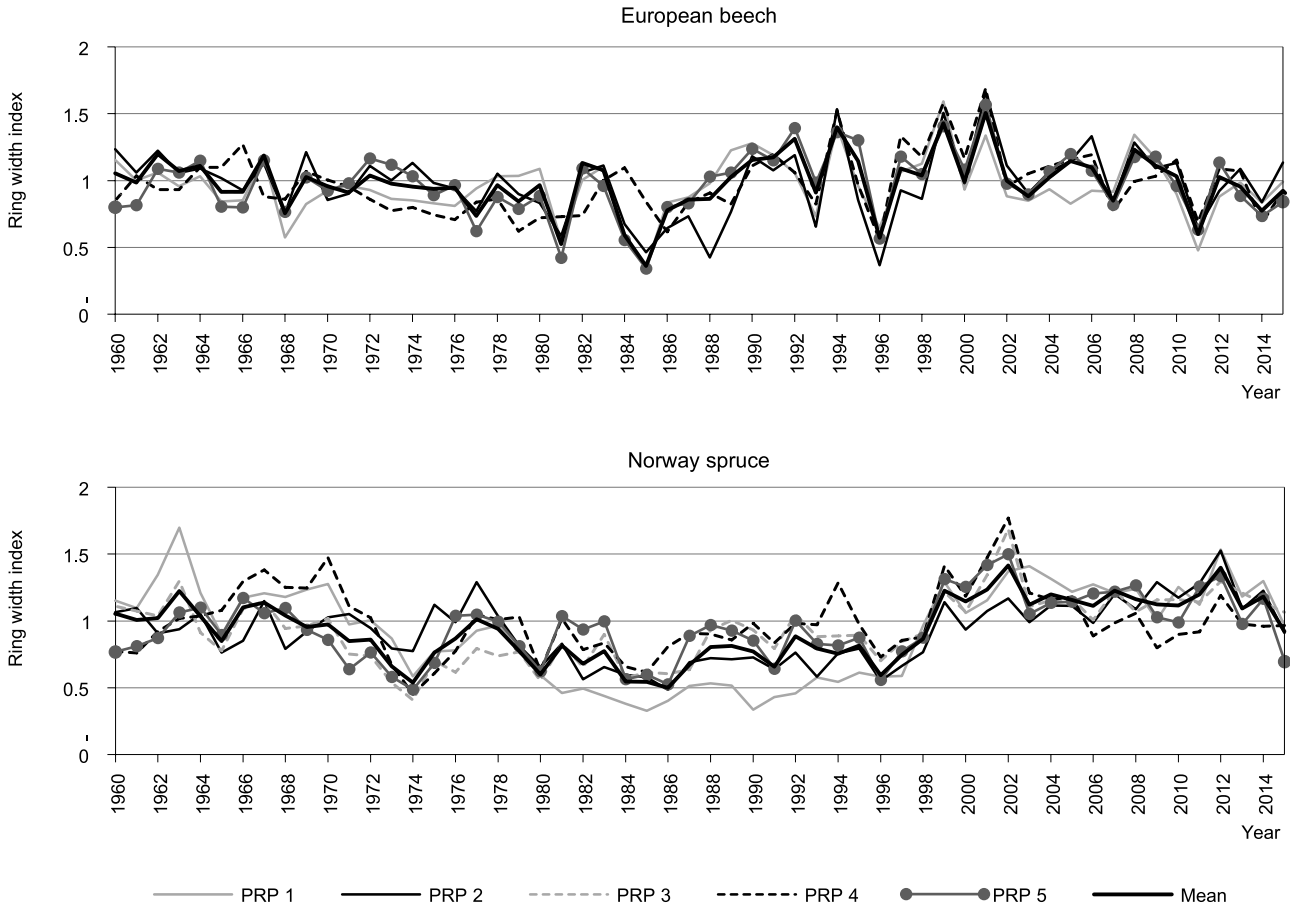 European beech
Ring width index
2
1.5
1
0.5
-
0
1960 1962 1964 1966 1968 1970 1972 1974 1976 1978 1980 1982 1984 1986 1988 1990 1992 1994 1996 1998 2000 2002 2004 2006 2008 2010 2012 2014
Year
Norway spruce
Ring width index
2
1.5
1
0.5
-
0
1960 1962 1964 1966 1968 1970 1972 1974 1976 1978 1980 1982 1984 1986 1988 1990 1992 1994 1996 1998 2000 2002 2004 2006 2008 2010 2012 2014
Year
PRP 1 PRP 2 PRP 3 PRP 4 PRP 5 Mean